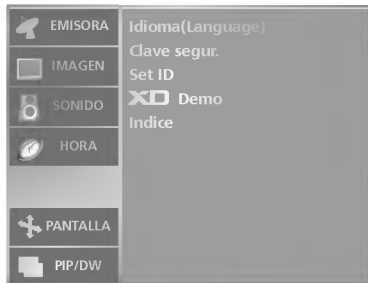 EMISORA
IMAGEN
SONIDO
HORA
PANTALLA
PIP/DW
Idioma(Language)
Clave segur.
Set ID
XD Demo
Indice